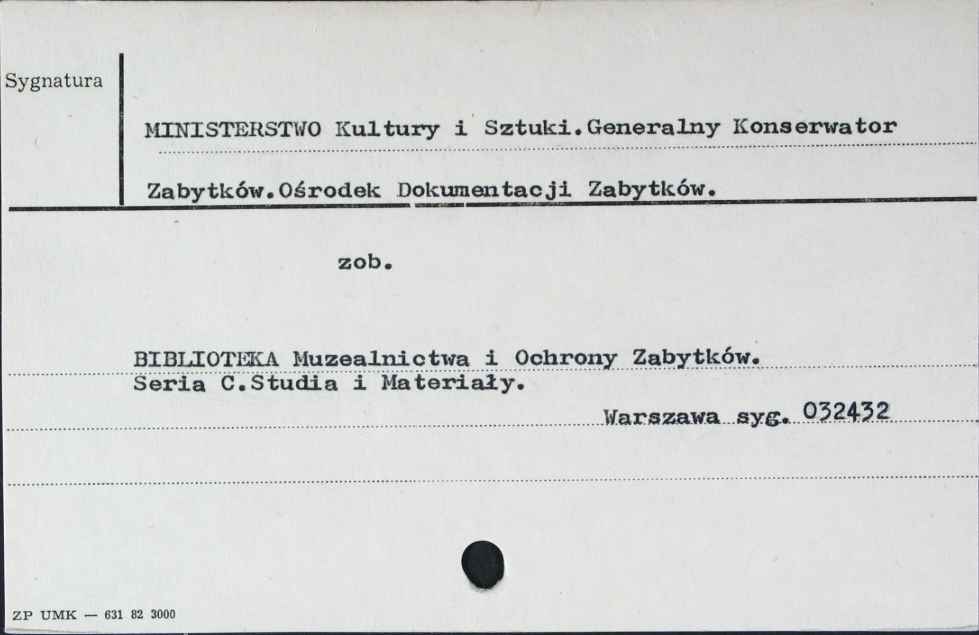 Sygnatura
MINISTERSTWO Kultury i Sztuki.Generalny Konserwator
Zabytków.Ośrodek Dokumentacji Zabytków.
zob.
BIBLIOTEKA Muzealnictwa i Ochrony Zabytków.
Seria C.Studia i Materiały.
Warszawa syg. 032432
ZP UMK — 631 82 3000